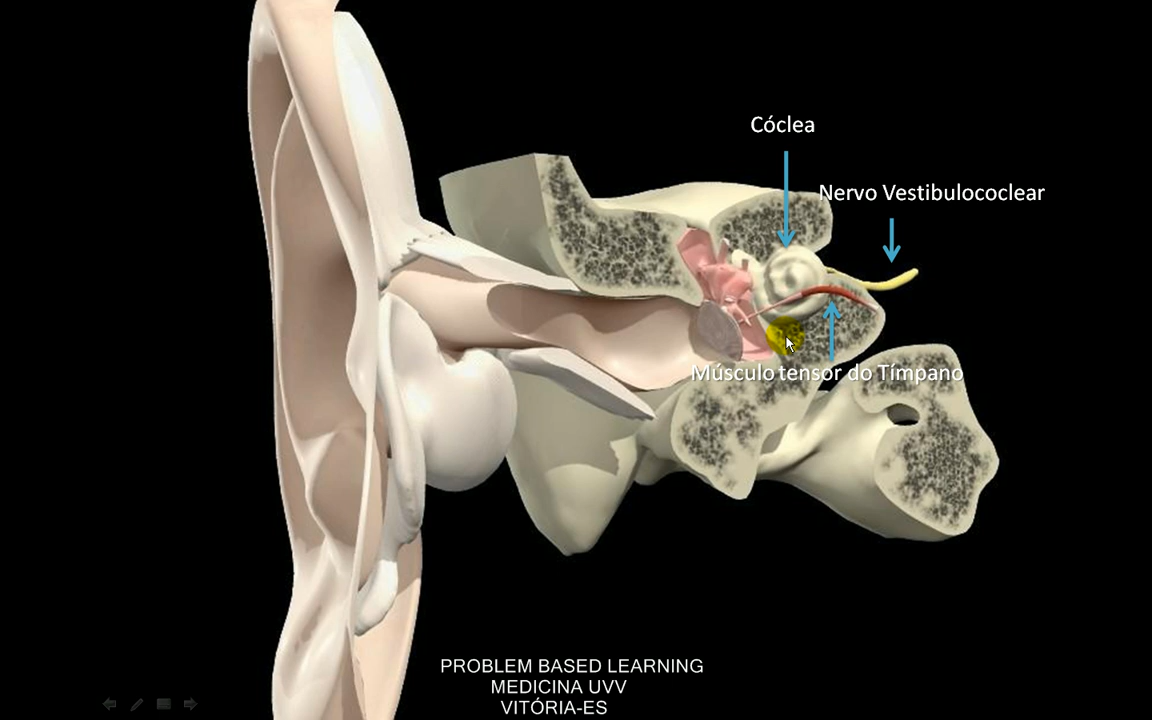 Cóclea
Nervo Vestibulococlear
Músculo tensor do Tímpano
PROBLEM BASED LEARNING
MEDICINA UVV
VITÓRIA-ES